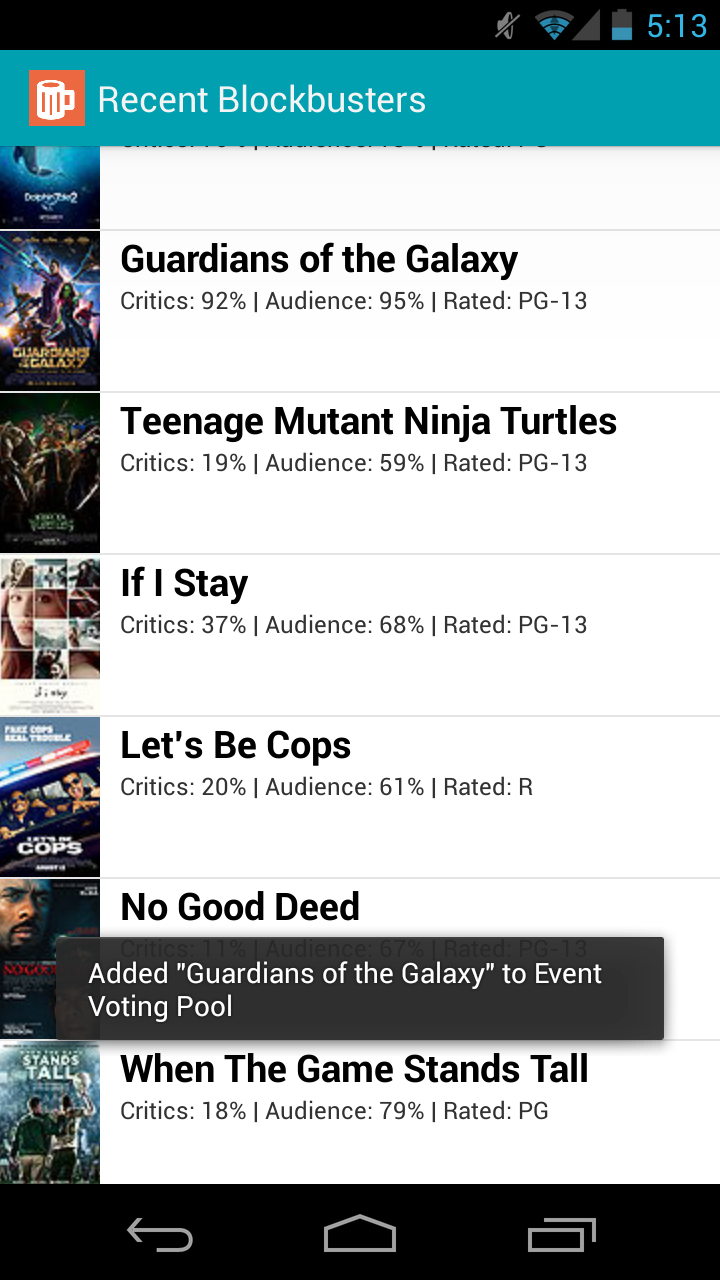 5:13
Recent Blockbusters
Dolphin Tale 2
Guardians of the Galaxy
Critics: 92% | Audience: 95% | Rated: PG-13
GUARDIANS
OF THE GALAXY
Teenage Mutant Ninja Turtles
Critics: 19% | Audience: 59% | Rated: PG-13
If I Stay
Critics: 37% | Audience: 68% | Rated: PG-13
if i stay
Let's Be Cops
Critics: 20% | Audience: 61% | Rated: R
FAKE COPS
REAL TROUBLE
LET'S BE
COPS
No Good Deed
Critics: 11% | Audience: 67% | Rated: PG-13
Added "Guardians of the Galaxy" to Event
Voting Pool
When The Game Stands Tall
Critics: 18% | Audience: 79% | Rated: PG
STANDS
TALL